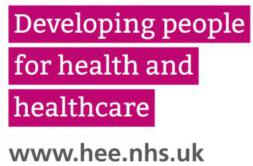 Developing people
for health and
healthcare
www.hee.nhs.uk